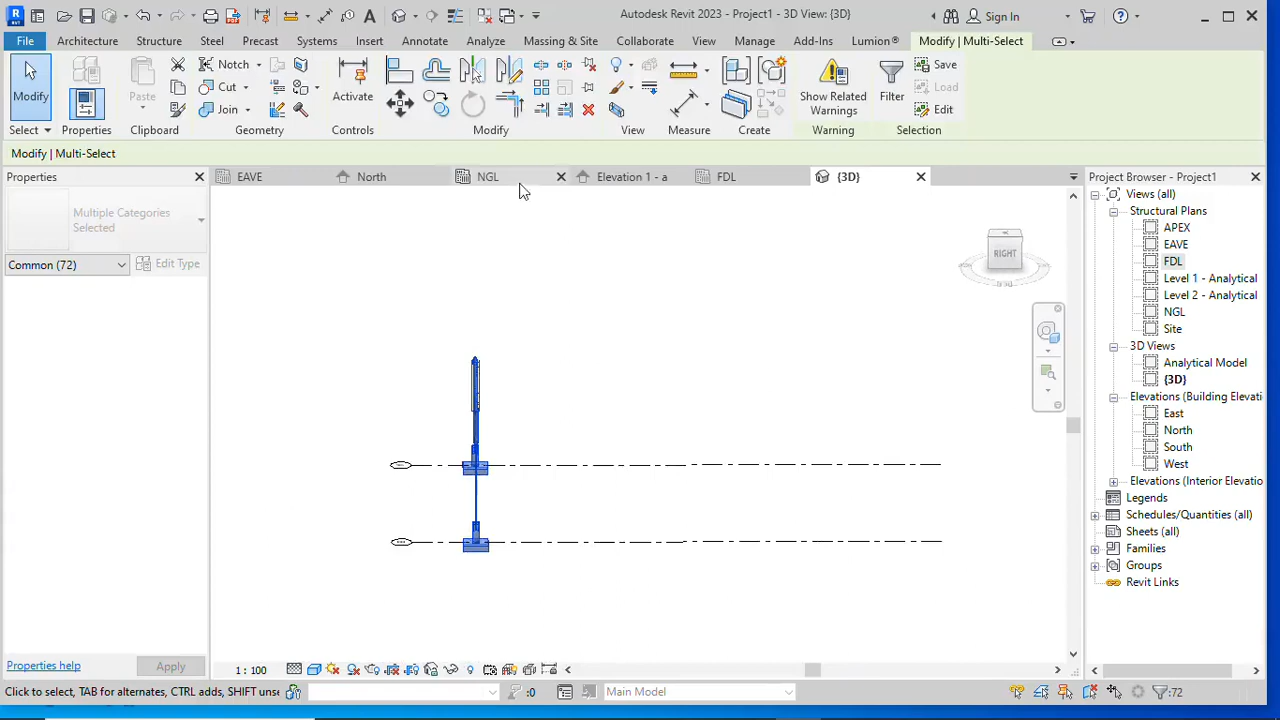 Autodesk Revit 2023 - Project1 - 3D View: {3D}
Sign In
File
Architecture
Structure
Steel
Precast
Systems
Insert
Annotate
Analyze
Massing & Site
Collaborate
View
Manage
Add-Ins
Lumion®
Modify | Multi-Select
Modify
Paste
Notch
Cut
Join
Activate
Show Related
Warnings
Filter
Save
Load
Edit
Select
Properties
Clipboard
Geometry
Controls
Modify
View
Measure
Create
Warning
Selection
Modify | Multi-Select
Properties
EAVE
North
NGL
Elevation 1 - a
FDL
{3D}
Project Browser - Project1
Multiple Categories
Selected
Common (72)
Edit Type
RIGHT
Views (all)
Structural Plans
APEX
EAVE
FDL
Level 1 - Analytical
Level 2 - Analytical
NGL
Site
3D Views
Analytical Model
{3D}
Elevations (Building Elevati
East
North
South
West
Elevations (Interior Elevatio
Legends
Schedules/Quantities (all)
Sheets (all)
Families
Groups
Revit Links
Properties help
Apply
1 : 100
Click to select, TAB for alternates, CTRL adds, SHIFT unse
:0
Main Model
:72